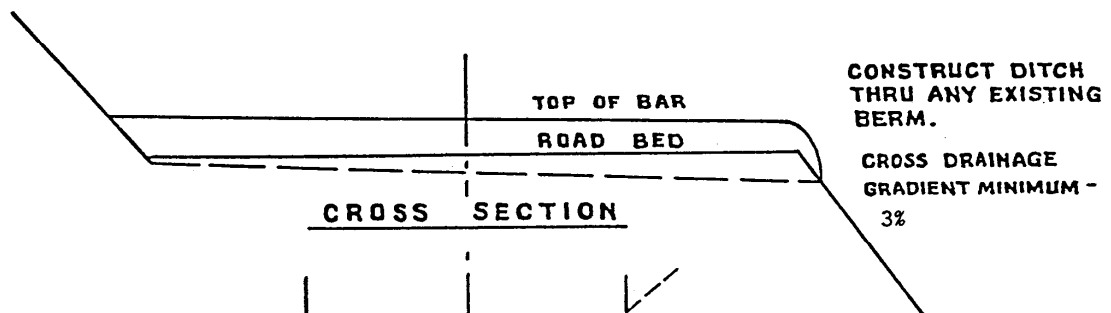 TOP OF BAR
ROAD BED
CROSS SECTION
CONSTRUCT DITCH
THRU ANY EXISTING
BERM.
CROSS DRAINAGE
GRADIENT MINIMUM -
3%